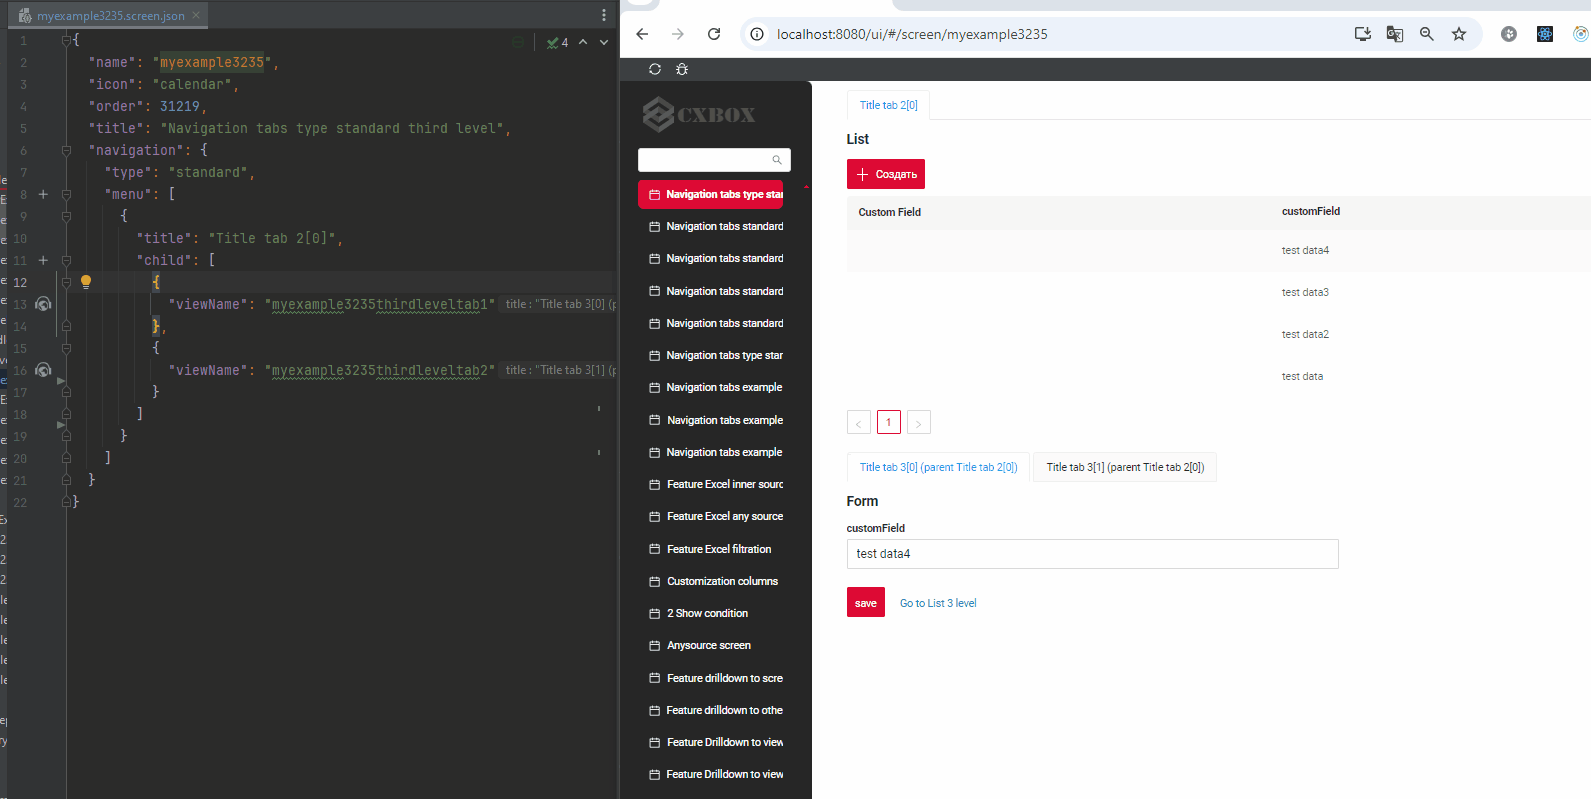 myexample3235.screen.json
1 {
2 "name": "myexample3235",
3 "icon": "calendar",
4 "order": 31219,
5 "title": "Navigation tabs type standard third level",
6 "navigation": {
7 "type": "standard",
8 "menu": [
9 {
10 "title": "Title tab 2[0]",
11 "child": [
12 {
13 "viewName": "myexample3235thirdleveltab1" title: "Title tab 3[0] (p
14 },
15 {
16 "viewName": "myexample3235thirdleveltab2" title: "Title tab 3[1] (p
17 }
18 ]
19 }
20 ]
21 }
22 }
4
localhost:8080/ui/#/screen/myexample3235
CXBOX
Navigation tabs type star
Navigation tabs standard
Navigation tabs standard
Navigation tabs standard
Navigation tabs standard
Navigation tabs type star
Navigation tabs example
Navigation tabs example
Navigation tabs example
Feature Excel inner sourc
Feature Excel any source
Feature Excel filtration
Customization columns
2 Show condition
Anysource screen
Feature drilldown to scre
Feature drilldown to othe
Feature Drilldown to view
Feature Drilldown to view
Title tab 2[0]
List
Создать
Custom Field customField
test data4
test data3
test data2
test data
< 1 >
Title tab 3[0] (parent Title tab 2[0]) Title tab 3[1] (parent Title tab 2[0])
Form
customField
test data4
save Go to List 3 level